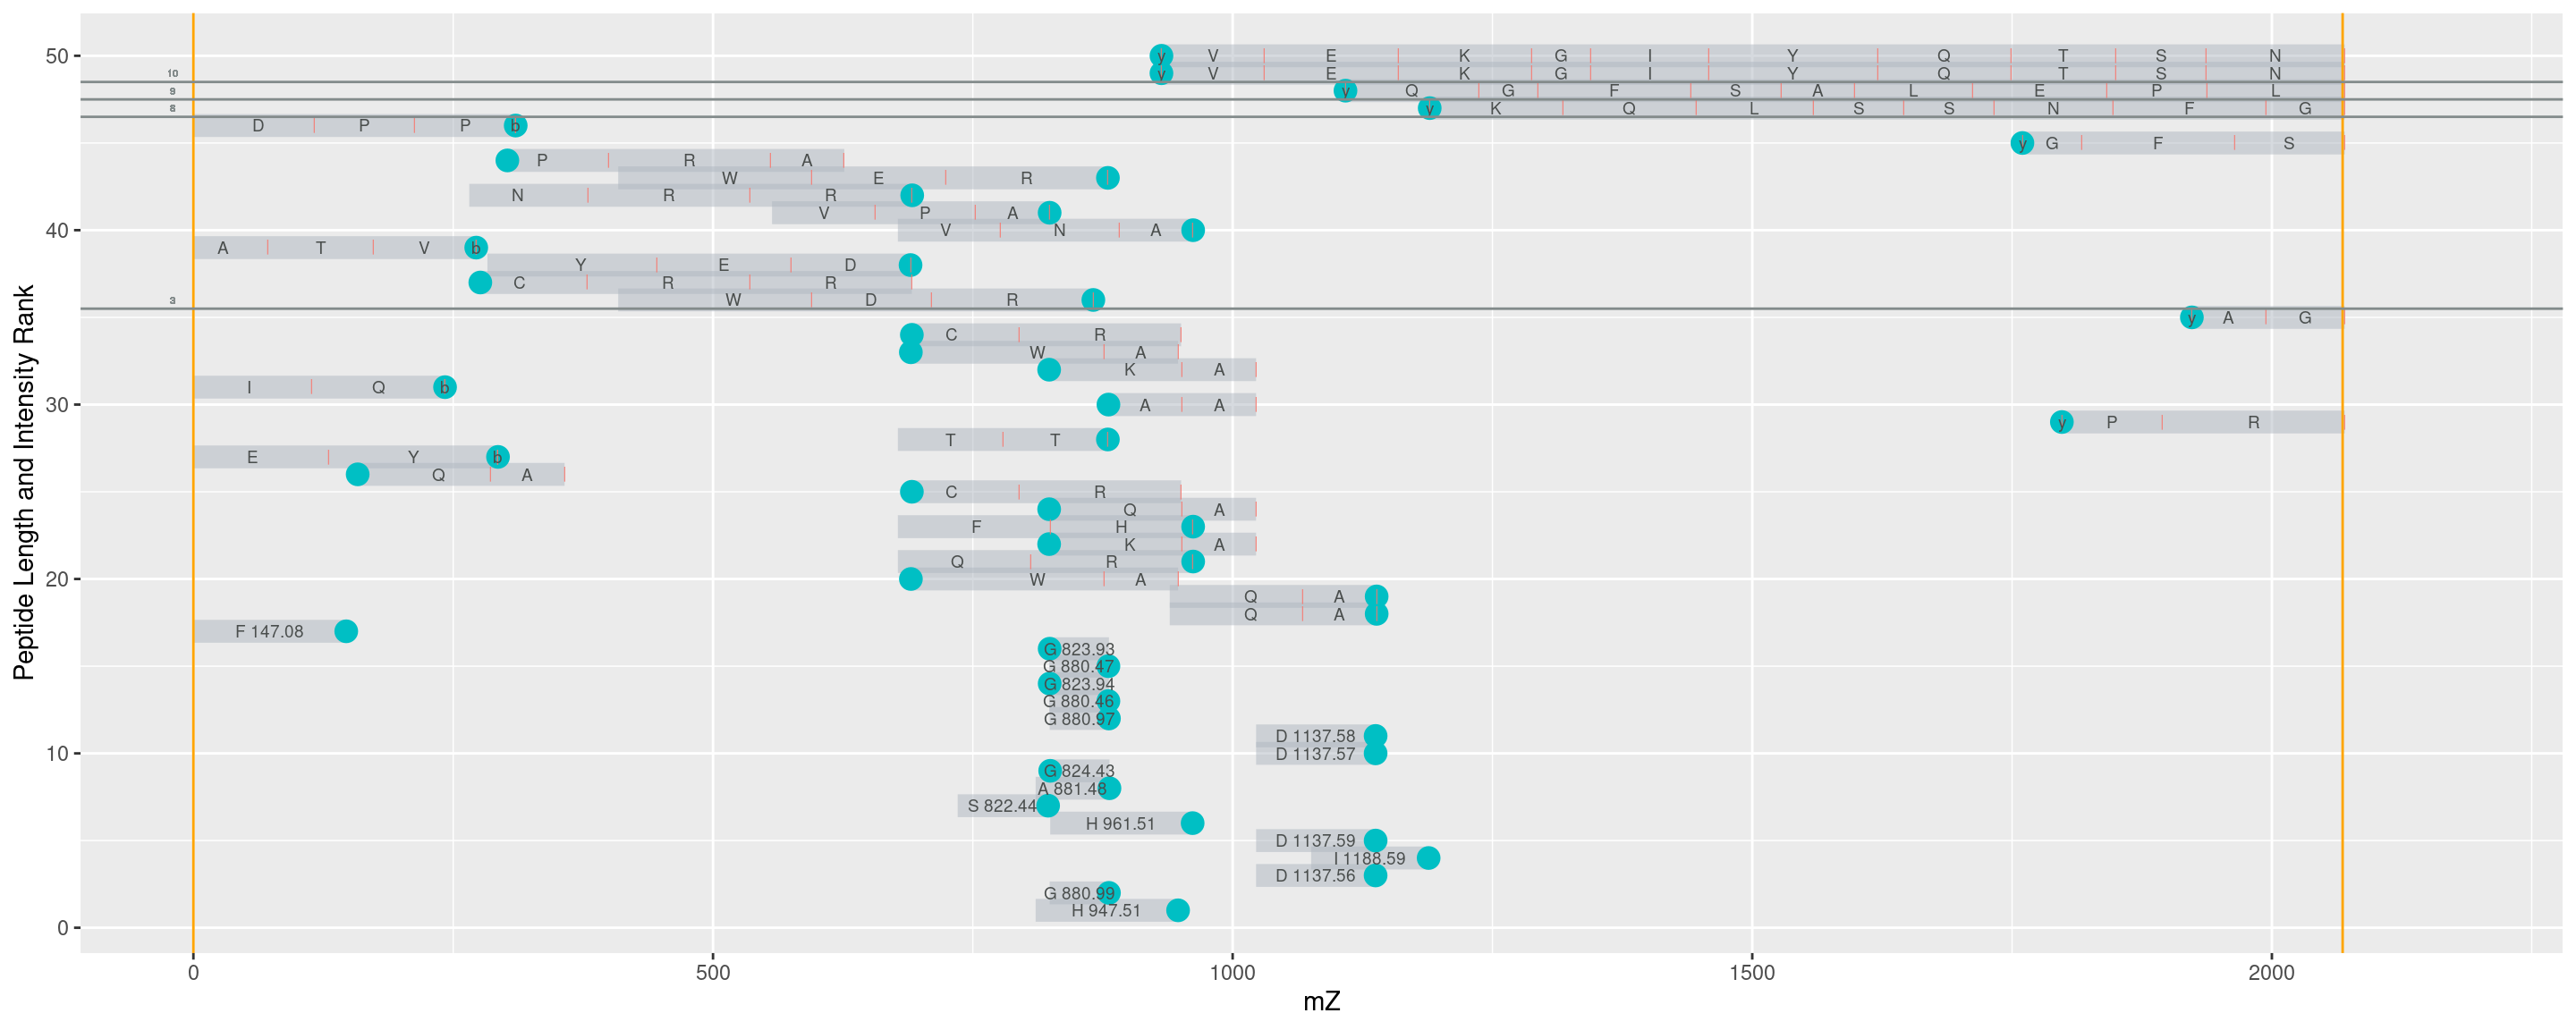 50
y V E K G I Y Q T S N
y V E K G I Y Q T S N
10
y Q G F S A L E P L
9
y K Q L S S N F G
8
D P P b
y G F S
P R A
W E R
N R R
V P A
40
V N A
A T V b
Y E D
C R R
W D R
3
y A G
C R
W A
K A
I Q b
30
A A
y P R
T T
E Y b
Q A
C R
Q A
F H
K A
Q R
20
W A
Q A
Q A
F 147.08
G 823.93
G 880.47
G 823.94
G 880.46
G 880.97
D 1137.58
10
D 1137.57
G 824.43
A 881.48
S 822.44
H 961.51
D 1137.59
I 1188.59
D 1137.56
G 880.99
H 947.51
0
0 500 1000 1500 2000
mZ
Peptide Length and Intensity Rank